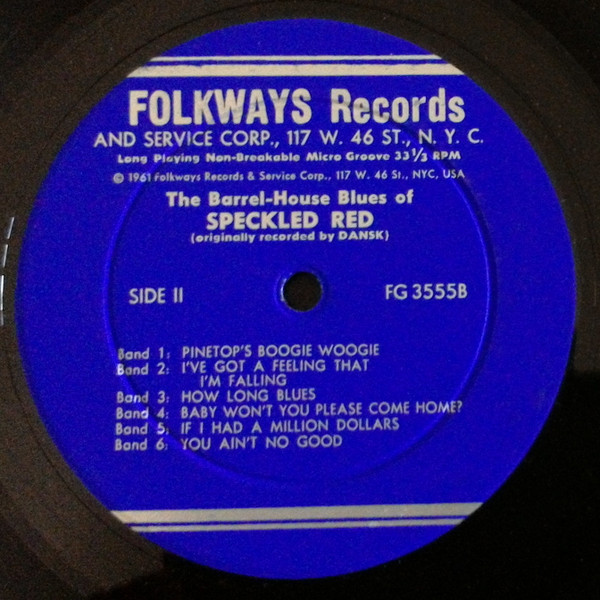 FOLKWAYS Records
AND SERVICE CORP., 117 W. 46 ST., N. Y. C.
Long Playing Non-Breakable Micro Groove 33 1/3 RPM
© 1961 Folkways Records & Service Corp., 117 W. 46 St., NYC, USA
The Barrel-House Blues of
SPECKLED RED
(originally recorded by DANSK)
SIDE II FG 3555B
Band 1: PINETOP'S BOOGIE WOOGIE
Band 2: I'VE GOT A FEELING THAT
I'M FALLING
Band 3: HOW LONG BLUES
Band 4: BABY WON'T YOU PLEASE COME HOME?
Band 5: IF I HAD A MILLION DOLLARS
Band 6: YOU AIN'T NO GOOD